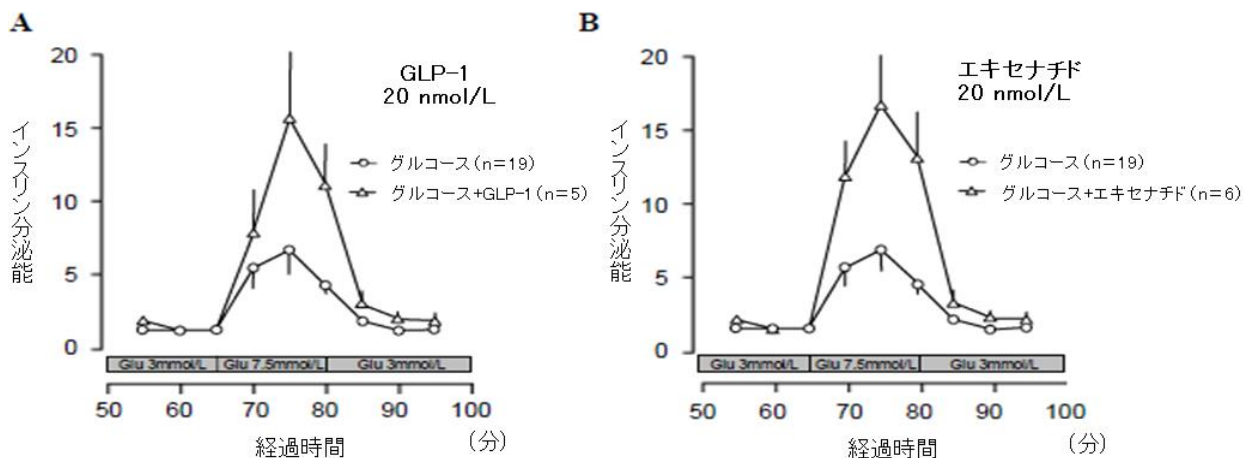 A
GLP-1
20 nmol/L
インスリン分泌能
20
15
10
5
0
グルコース(n=19)
グルコース+GLP-1(n=5)
Glu 3mmol/L
Glu 7.5mmol/L
Glu 3mmol/L
50 60 70 80 90 100
経過時間
(分)
B
エキセナチド
20 nmol/L
インスリン分泌能
20
15
10
5
0
グルコース(n=19)
グルコース+エキセナチド(n=6)
Glu 3mmol/L
Glu 7.5mmol/L
Glu 3mmol/L
50 60 70 80 90 100
経過時間
(分)